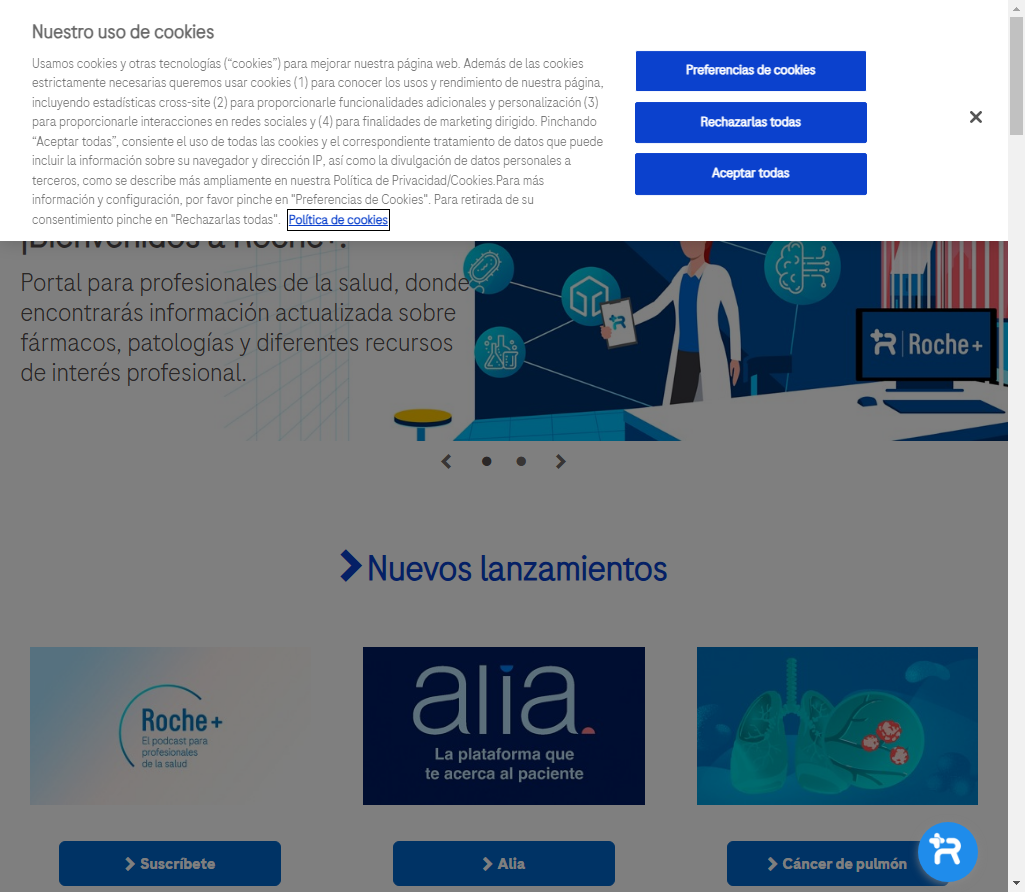 Nuestro uso de cookies
Usamos cookies y otras tecnologías (“cookies”) para mejorar nuestra página web. Además de las cookies
estrictamente necesarias queremos usar cookies (1) para conocer los usos y rendimiento de nuestra página,
incluyendo estadísticas cross-site (2) para proporcionarle funcionalidades adicionales y personalización (3)
para proporcionarle interacciones en redes sociales y (4) para finalidades de marketing dirigido. Pinchando
“Aceptar todas”, consiente el uso de todas las cookies y el correspondiente tratamiento de datos que puede
incluir la información sobre su navegador y dirección IP, así como la divulgación de datos personales a
terceros, como se describe más ampliamente en nuestra Política de Privacidad/Cookies.Para más
información y configuración, por favor pinche en "Preferencias de Cookies". Para retirada de su
consentimiento pinche en "Rechazarlas todas". Política de cookies
Preferencias de cookies
Rechazarlas todas
Aceptar todas
¡Bienvenidos a Roche+!
Portal para profesionales de la salud, donde
encontrarás información actualizada sobre
fármacos, patologías y diferentes recursos
de interés profesional.
R
R | Roche+
Nuevos lanzamientos
Roche+
El podcast para
profesionales
de la salud
alia.
La plataforma que
te acerca al paciente
Suscríbete
Alia
Cáncer de pulmón
R